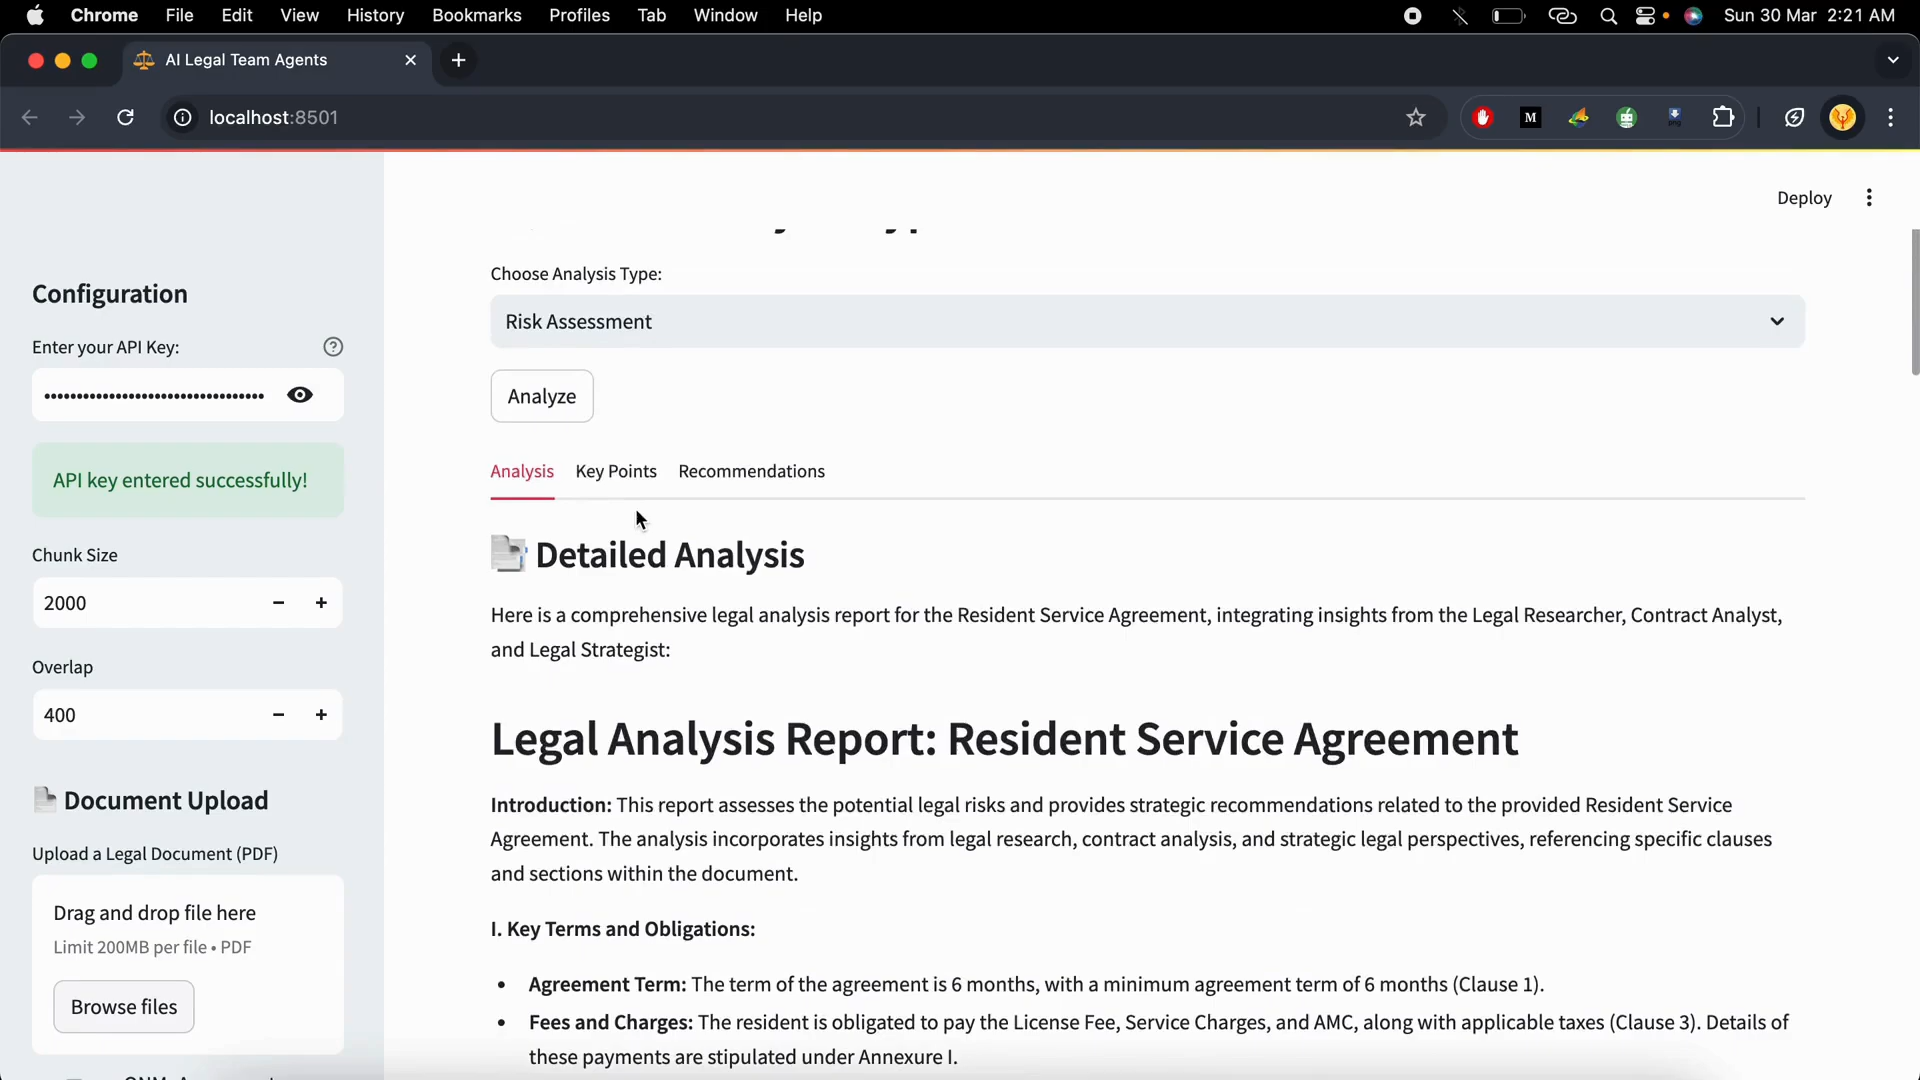 Chrome File Edit View History Bookmarks Profiles Tab Window Help Sun 30 Mar 2:21 AM
AI Legal Team Agents
localhost:8501
M
Deploy
Configuration
Enter your API Key:
API key entered successfully!
Chunk Size
2000
Overlap
400
Document Upload
Upload a Legal Document (PDF)
Drag and drop file here
Limit 200MB per file • PDF
Browse files
Choose Analysis Type:
Risk Assessment
Analyze
Analysis Key Points Recommendations
Detailed Analysis
Here is a comprehensive legal analysis report for the Resident Service Agreement, integrating insights from the Legal Researcher, Contract Analyst,
and Legal Strategist:
Legal Analysis Report: Resident Service Agreement
Introduction: This report assesses the potential legal risks and provides strategic recommendations related to the provided Resident Service
Agreement. The analysis incorporates insights from legal research, contract analysis, and strategic legal perspectives, referencing specific clauses
and sections within the document.
I. Key Terms and Obligations:
• Agreement Term: The term of the agreement is 6 months, with a minimum agreement term of 6 months (Clause 1).
• Fees and Charges: The resident is obligated to pay the License Fee, Service Charges, and AMC, along with applicable taxes (Clause 3). Details of
these payments are stipulated under Annexure I.